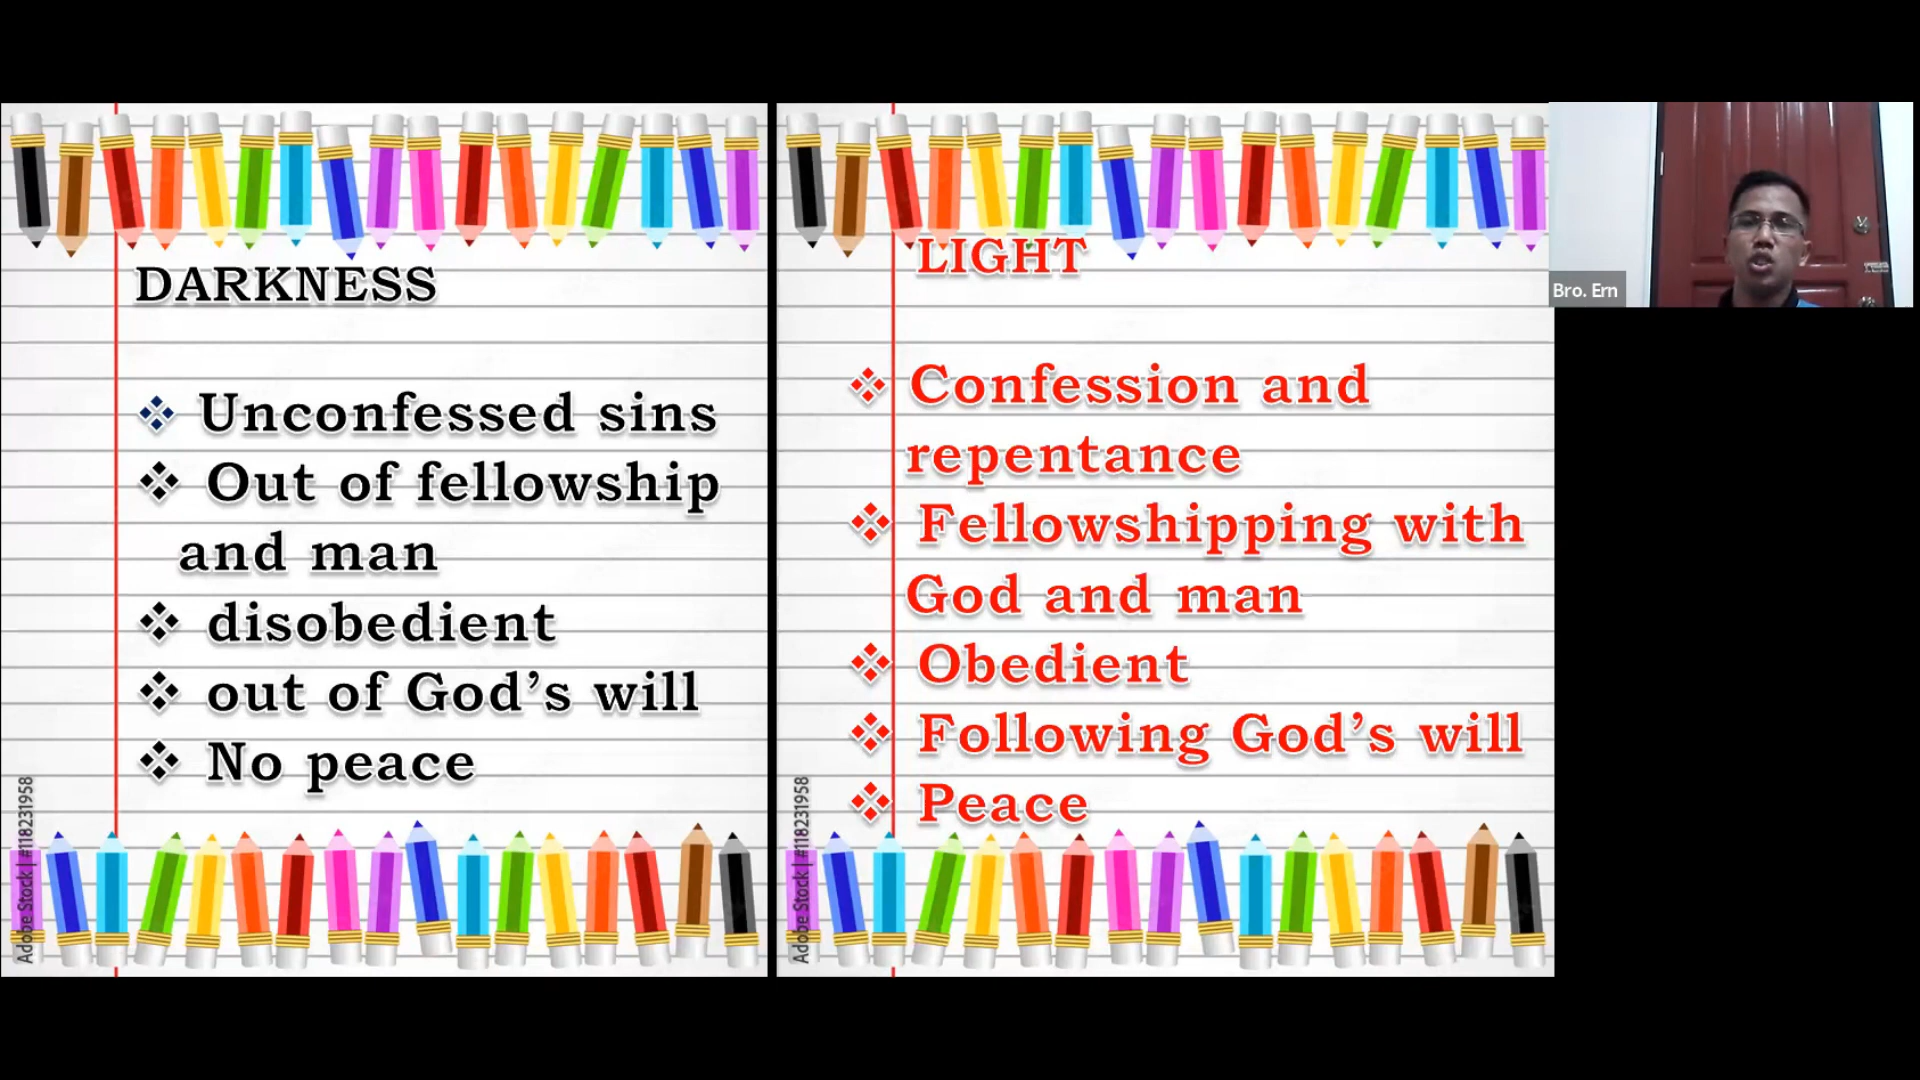 DARKNESS
❖ Unconfessed sins
❖ Out of fellowship
and man
❖ disobedient
❖ out of God’s will
❖ No peace
Adobe Stock | #118231958
LIGHT
❖ Confession and
repentance
❖ Fellowshipping with
God and man
❖ Obedient
❖ Following God’s will
❖ Peace
Adobe Stock | #118231958
Bro. Ern